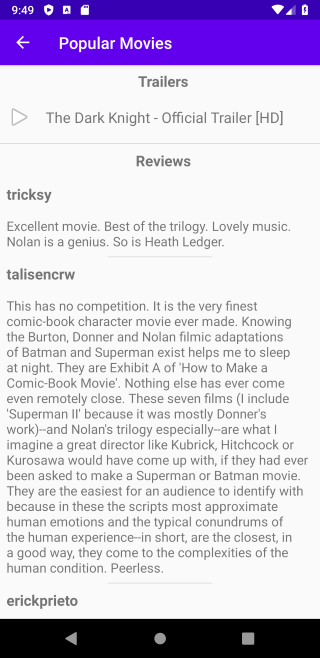 9:49
Popular Movies
Trailers
The Dark Knight - Official Trailer [HD]
Reviews
tricksy
Excellent movie. Best of the trilogy. Lovely music.
Nolan is a genius. So is Heath Ledger.
talisencrw
This has no competition. It is the very finest
comic-book character movie ever made. Knowing
the Burton, Donner and Nolan filmic adaptations
of Batman and Superman exist helps me to sleep
at night. They are Exhibit A of 'How to Make a
Comic-Book Movie'. Nothing else has ever come
even remotely close. These seven films (I include
'Superman II' because it was mostly Donner's
work)--and Nolan's trilogy especially--are what I
imagine a great director like Kubrick, Hitchcock or
Kurosawa would have come up with, if they had ever
been asked to make a Superman or Batman movie.
They are the easiest for an audience to identify with
because in these the scripts most approximate
human emotions and the typical conundrums of
the human experience--in short, are the closest, in
a good way, they come to the complexities of the
human condition. Peerless.
erickprieto